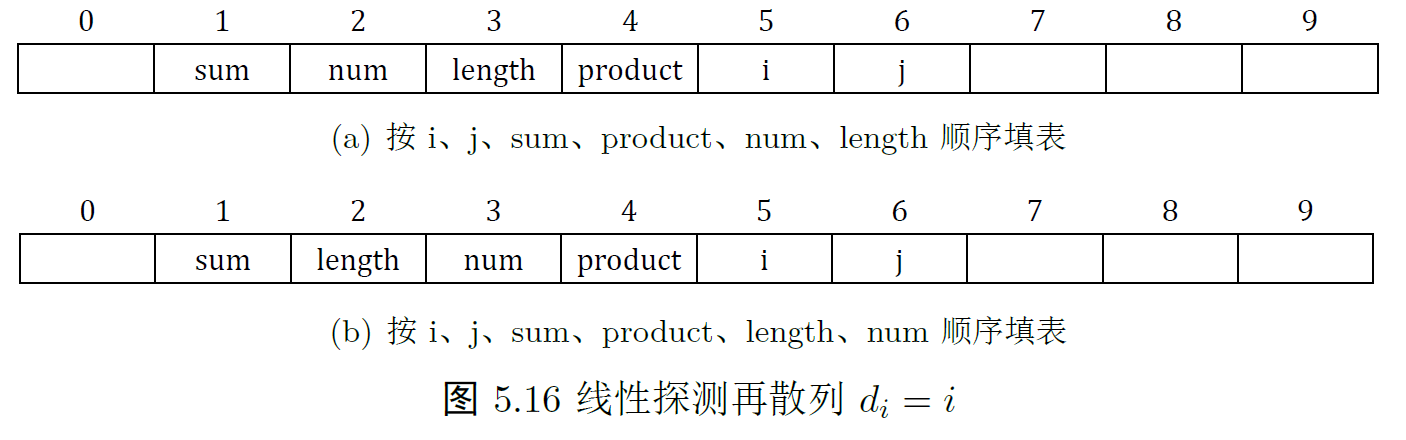 0 1 2 3 4 5 6 7 8 9
sum num length product i j
(a) 按 i、j、sum、product、num、length 顺序填表
0 1 2 3 4 5 6 7 8 9
sum length num product i j
(b) 按 i、j、sum、product、length、num 顺序填表
图 5.16 线性探测再散列 dᵢ = i